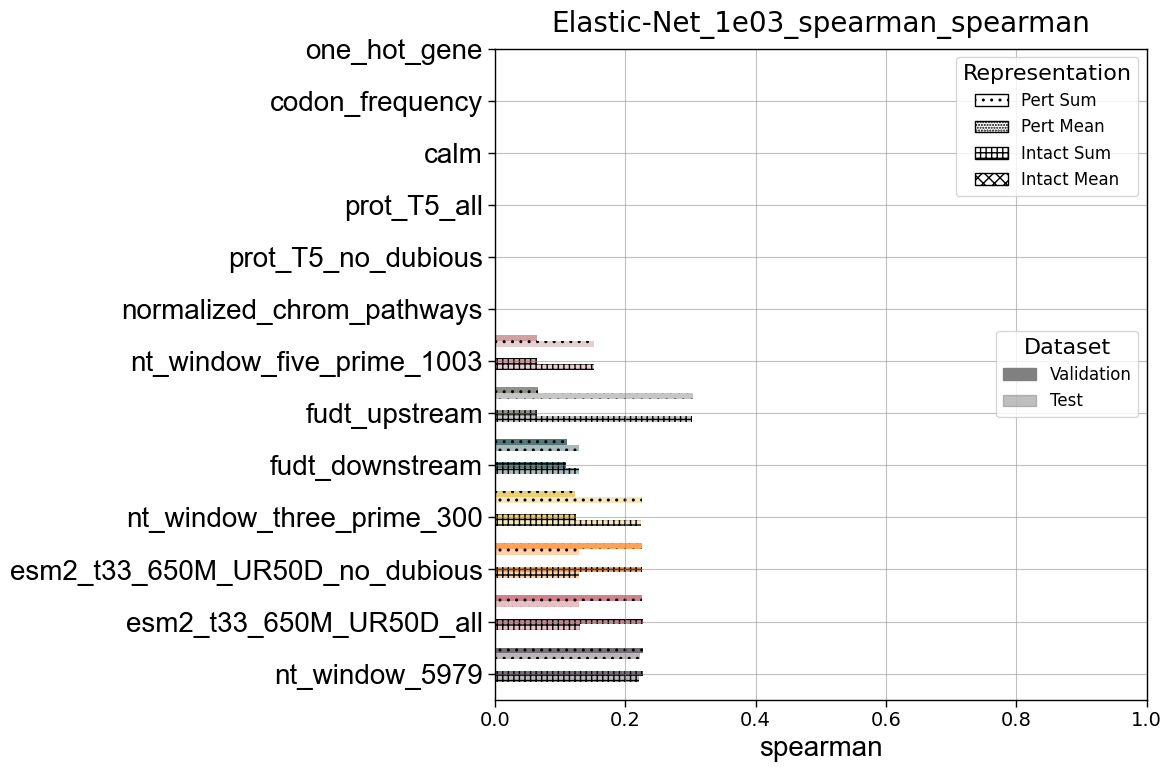 Elastic-Net_1e03_spearman_spearman
one_hot_gene
codon_frequency
calm
prot_T5_all
prot_T5_no_dubious
normalized_chrom_pathways
nt_window_five_prime_1003
fudt_upstream
fudt_downstream
nt_window_three_prime_300
esm2_t33_650M_UR50D_no_dubious
esm2_t33_650M_UR50D_all
nt_window_5979
Representation
Pert Sum
Pert Mean
Intact Sum
Intact Mean
Dataset
Validation
Test
0.0 0.2 0.4 0.6 0.8 1.0
spearman